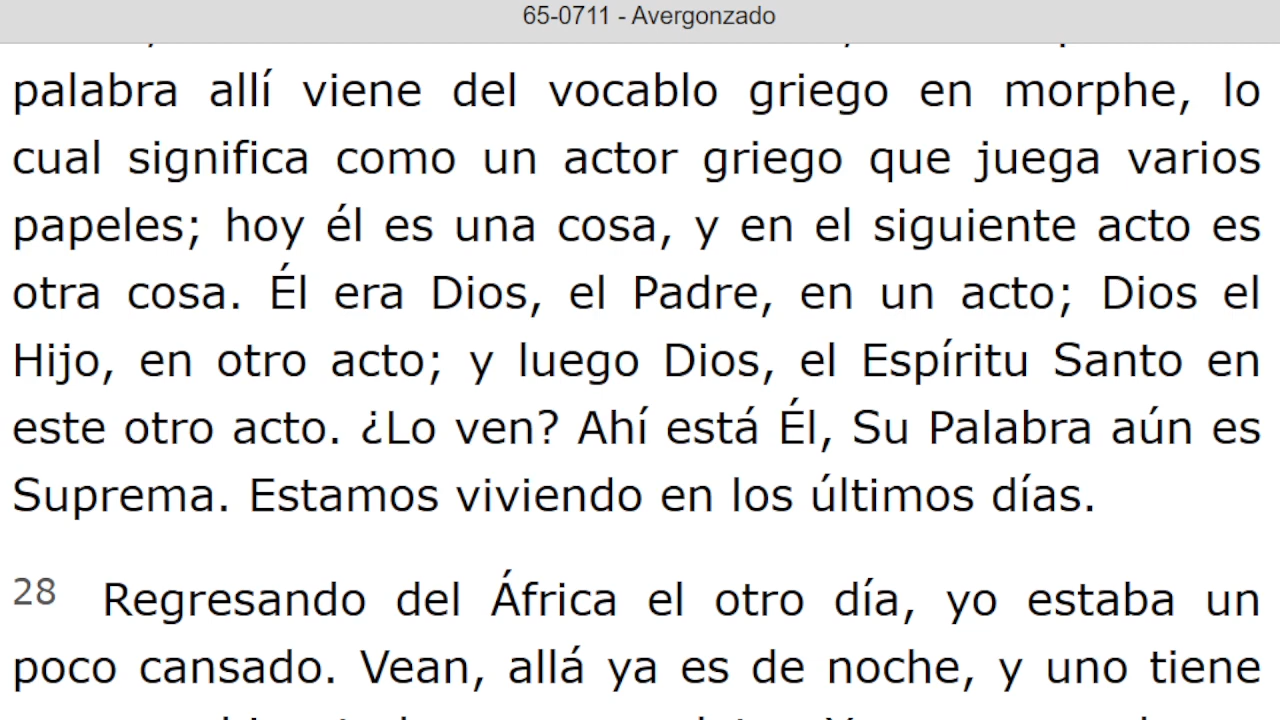 65-0711 - Avergonzado
palabra allí viene del vocablo griego en morphe, lo
cual significa como un actor griego que juega varios
papeles; hoy él es una cosa, y en el siguiente acto es
otra cosa. Él era Dios, el Padre, en un acto; Dios el
Hijo, en otro acto; y luego Dios, el Espíritu Santo en
este otro acto. ¿Lo ven? Ahí está Él, Su Palabra aún es
Suprema. Estamos viviendo en los últimos días.
28 Regresando del África el otro día, yo estaba un
poco cansado. Vean, allá ya es de noche, y uno tiene